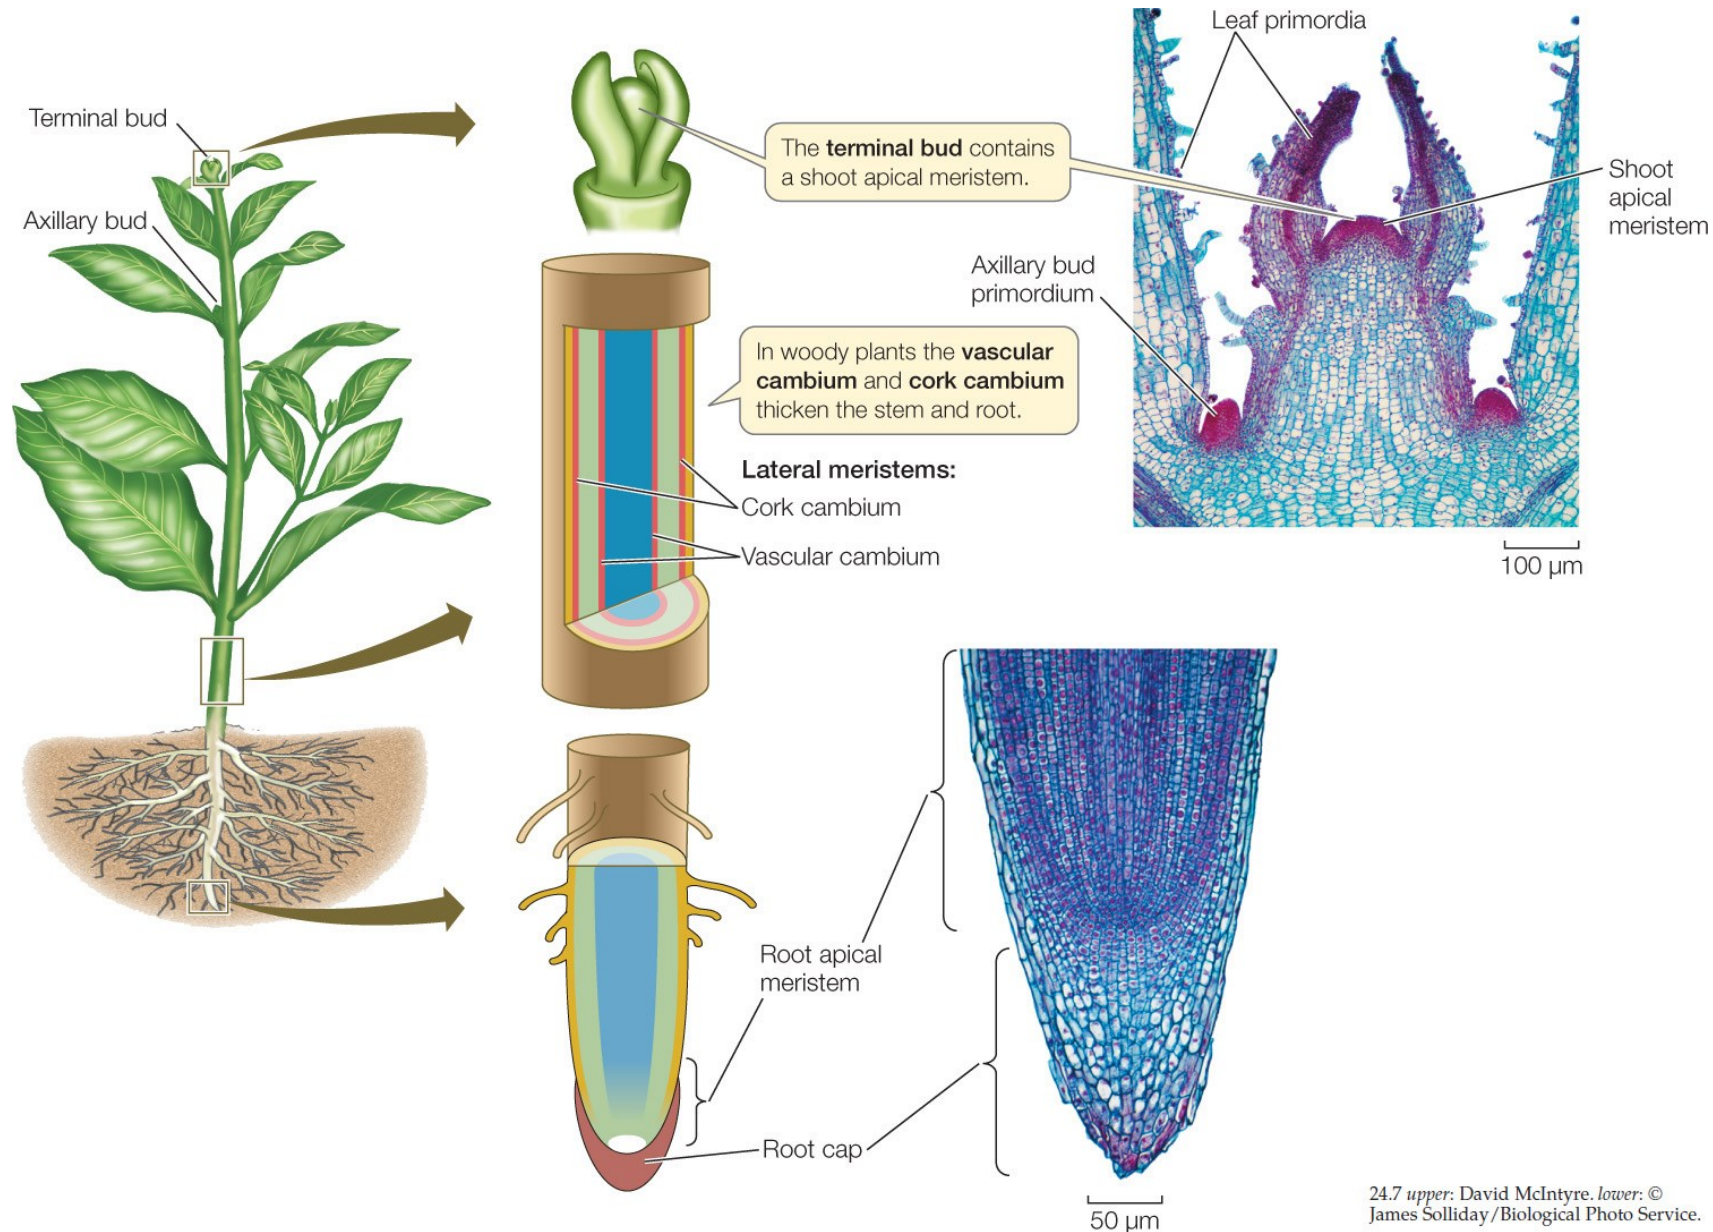 Terminal bud
Axillary bud
The terminal bud contains
a shoot apical meristem.
Leaf primordia
Shoot
apical
meristem
Axillary bud
primordium
100 µm
In woody plants the vascular
cambium and cork cambium
thicken the stem and root.
Lateral meristems:
Cork cambium
Vascular cambium
Root apical
meristem
Root cap
50 µm
24.7 upper: David McIntyre. lower: ©
James Solliday/Biological Photo Service.